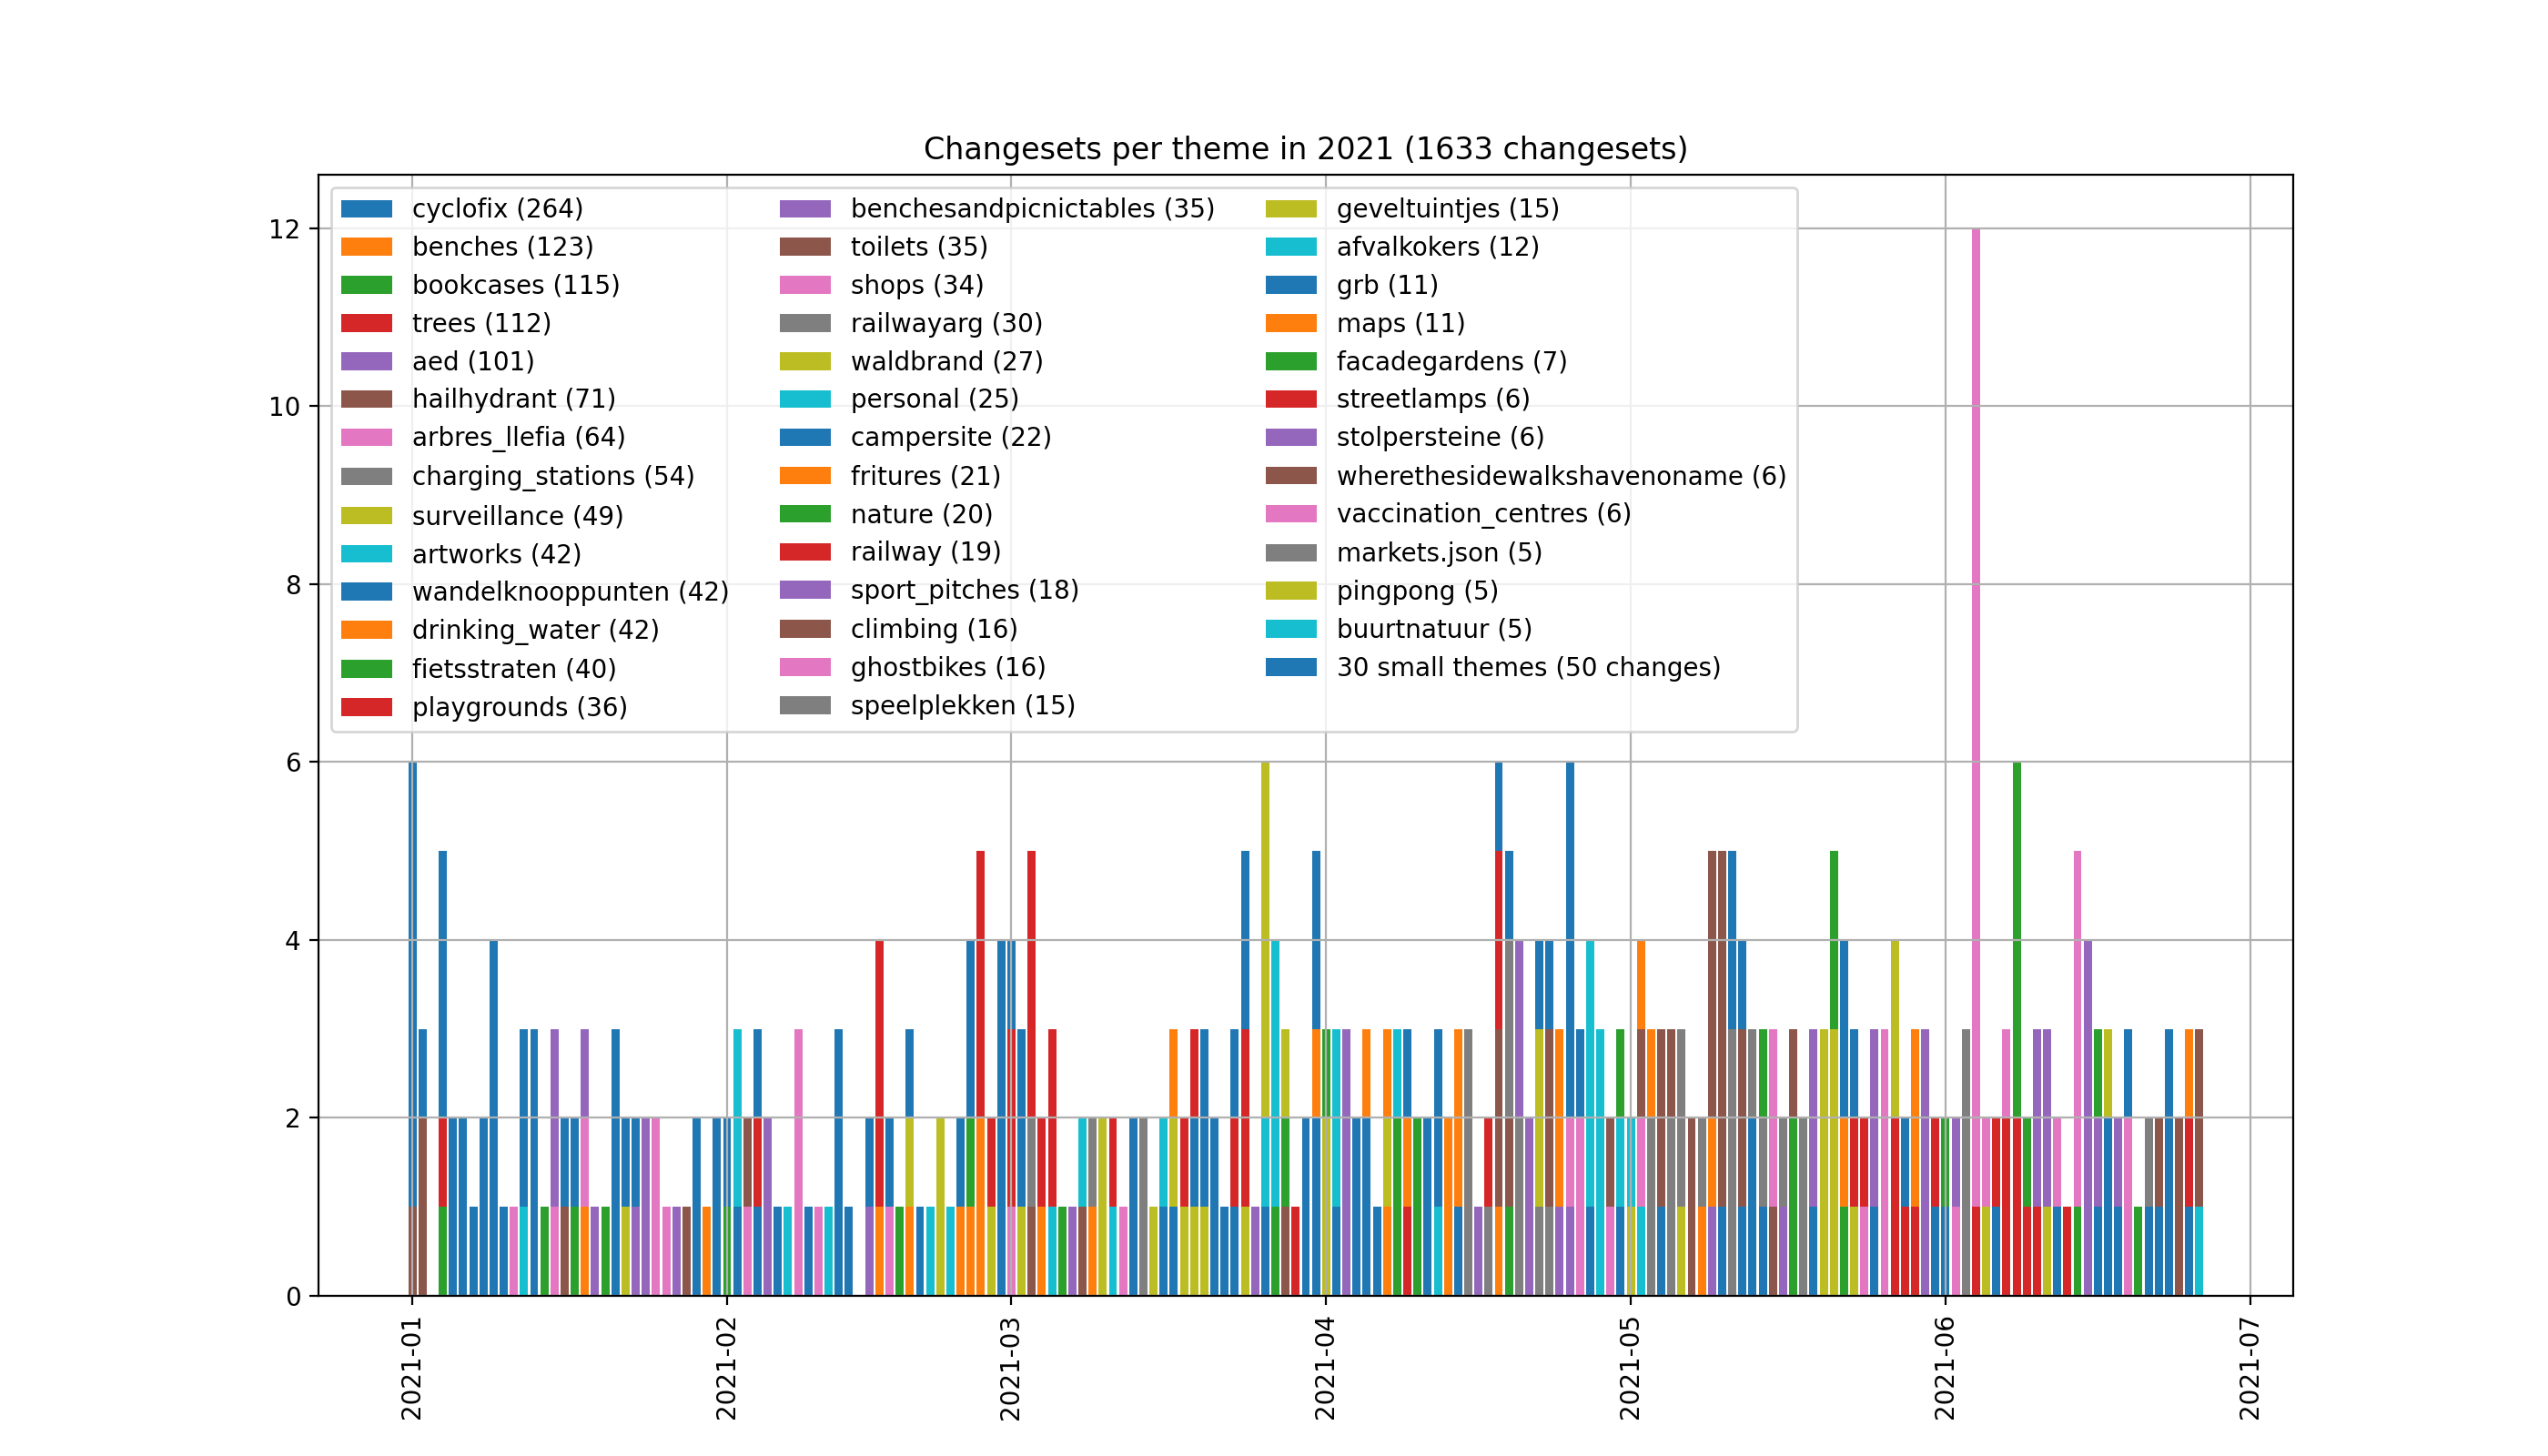 Changesets per theme in 2021 (1633 changesets)
cyclofix (264)
benches (123)
bookcases (115)
trees (112)
aed (101)
hailhydrant (71)
arbres_llefia (64)
charging_stations (54)
surveillance (49)
artworks (42)
wandelknooppunten (42)
drinking_water (42)
fietsstraten (40)
playgrounds (36)
benchesandpicnictables (35)
toilets (35)
shops (34)
railwayarg (30)
waldbrand (27)
personal (25)
campersite (22)
fritures (21)
nature (20)
railway (19)
sport_pitches (18)
climbing (16)
ghostbikes (16)
speelplekken (15)
geveltuintjes (15)
afvalkokers (12)
grb (11)
maps (11)
facadegardens (7)
streetlamps (6)
stolpersteine (6)
wherethesidewalkshavenoname (6)
vaccination_centres (6)
markets.json (5)
pingpong (5)
buurtnatuur (5)
30 small themes (50 changes)
12
10
8
6
4
2
0
2021-01
2021-02
2021-03
2021-04
2021-05
2021-06
2021-07